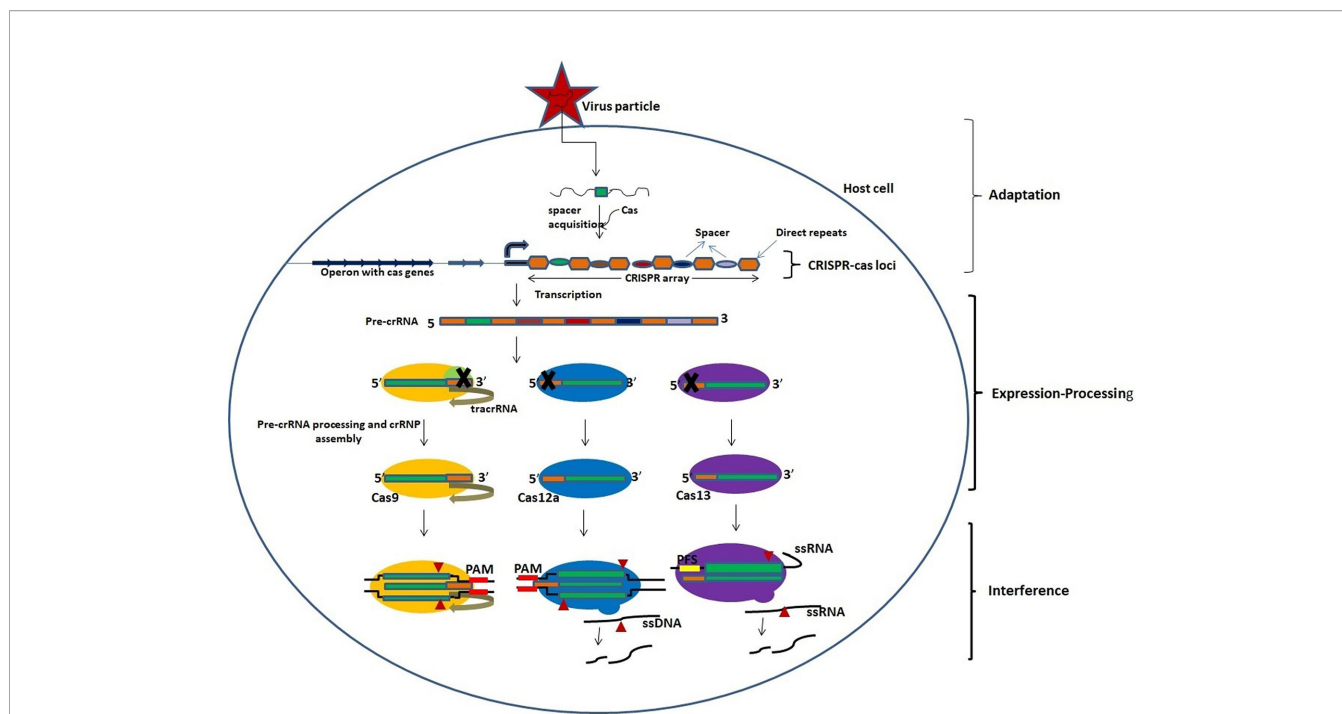 Virus particle
Host cell
Adaptation
spacer
acquisition
Cas
Spacer
Direct repeats
Operon with cas genes
CRISPR array
CRISPR-cas loci
Transcription
Pre-crRNA
5
3
5’
3’
5’
3’
5’
3’
tracrRNA
Expression-Processing
Pre-crRNA processing and crRNP
assembly
5’
3’
5’
3’
5’
3’
Cas9
Cas12a
Cas13
PAM
PAM
PFS
ssRNA
Interference
ssDNA
ssRNA